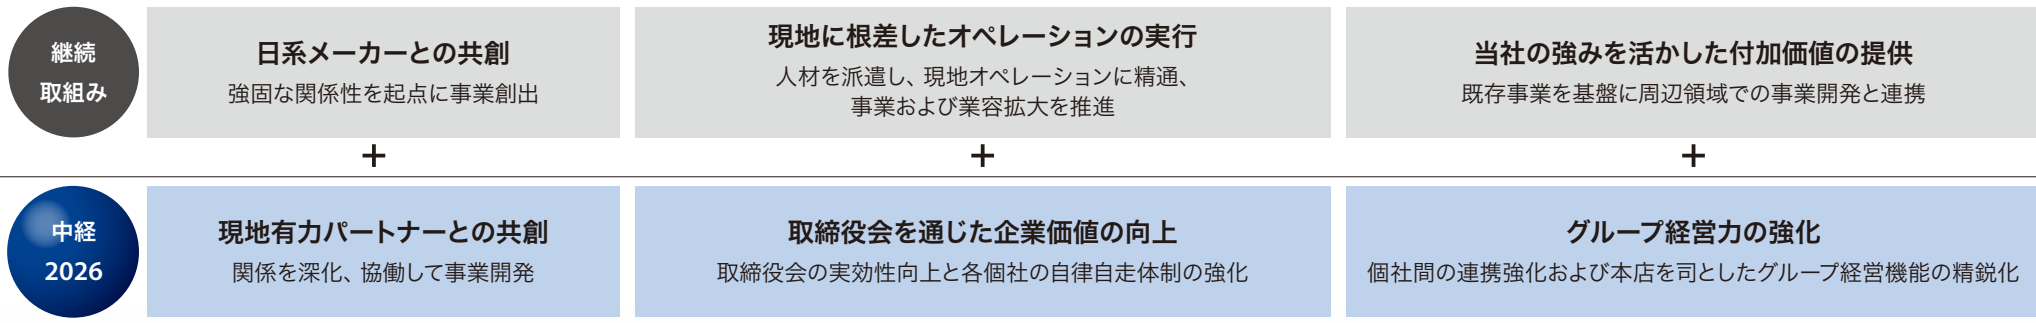 継続
取組み
日系メーカーとの共創
強固な関係性を起点に事業創出
現地に根差したオペレーションの実行
人材を派遣し、現地オペレーションに精通、
事業および業容拡大を推進
当社の強みを活かした付加価値の提供
既存事業を基盤に周辺領域での事業開発と連携
+
+
+
中経
2026
現地有力パートナーとの共創
関係を深化、協働して事業開発
取締役会を通じた企業価値の向上
取締役会の実効性向上と各個社の自律自走体制の強化
グループ経営力の強化
個社間の連携強化および本店を司としたグループ経営機能の精鋭化